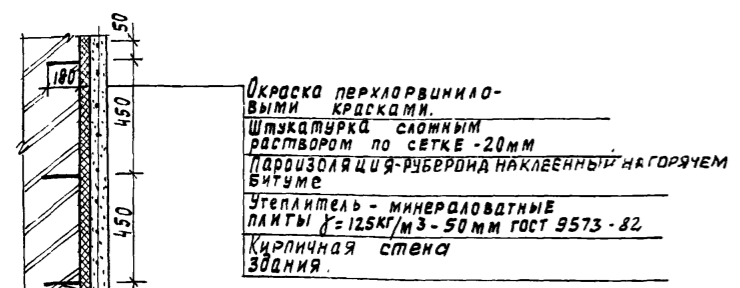 50
180
450
450
Окраска перхлорвинило-
выми красками.
Штукатурка сложным
раствором по сетке - 20мм
Пароизоляция-рубероид наклеенный на горячем
битуме
Утеплитель - минераловатные
плиты γ = 125кг/м3 - 50мм гост 9573-82
Кирпичная стена
здания.